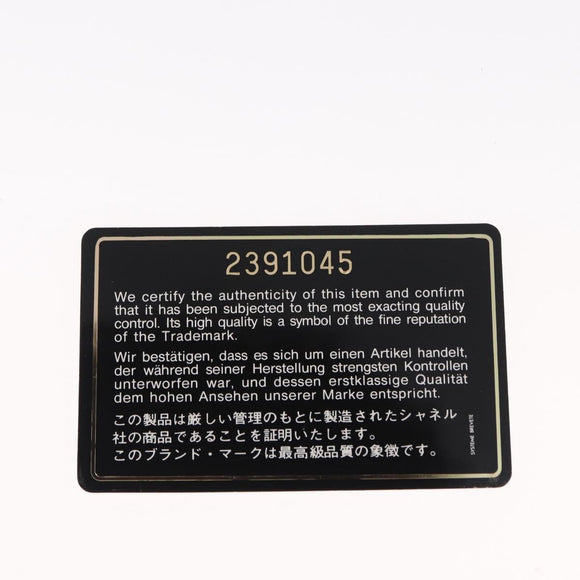 2391045
We certify the authenticity of this item and confirm
that it has been subjected to the most exacting quality
control. Its high quality is a symbol of the fine reputation
of the Trademark.
Wir bestätigen, dass es sich um einen Artikel handelt,
der während seiner Herstellung strengsten Kontrollen
unterworfen war, und dessen erstklassige Qualität
dem hohen Ansehen unserer Marke entspricht.
この製品は厳しい管理のもとに製造されたシャネル
社の商品であることを証明いたします。
このブランド・マークは最高級品質の象徴です。
SYSTEME BREVETE